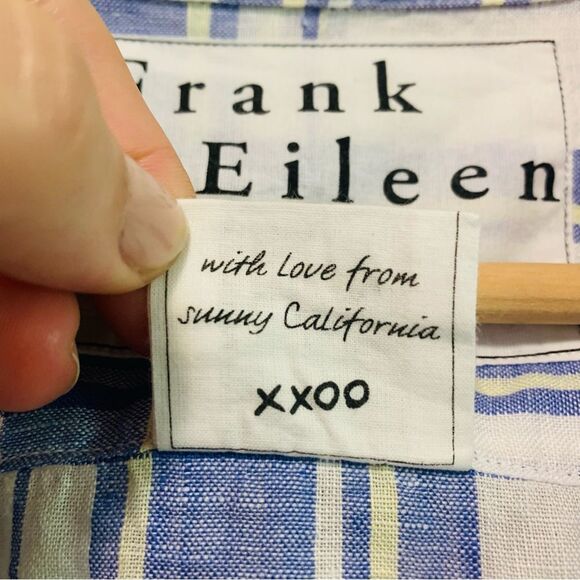 Frank
Eileen
with love from
sunny California
xxoo